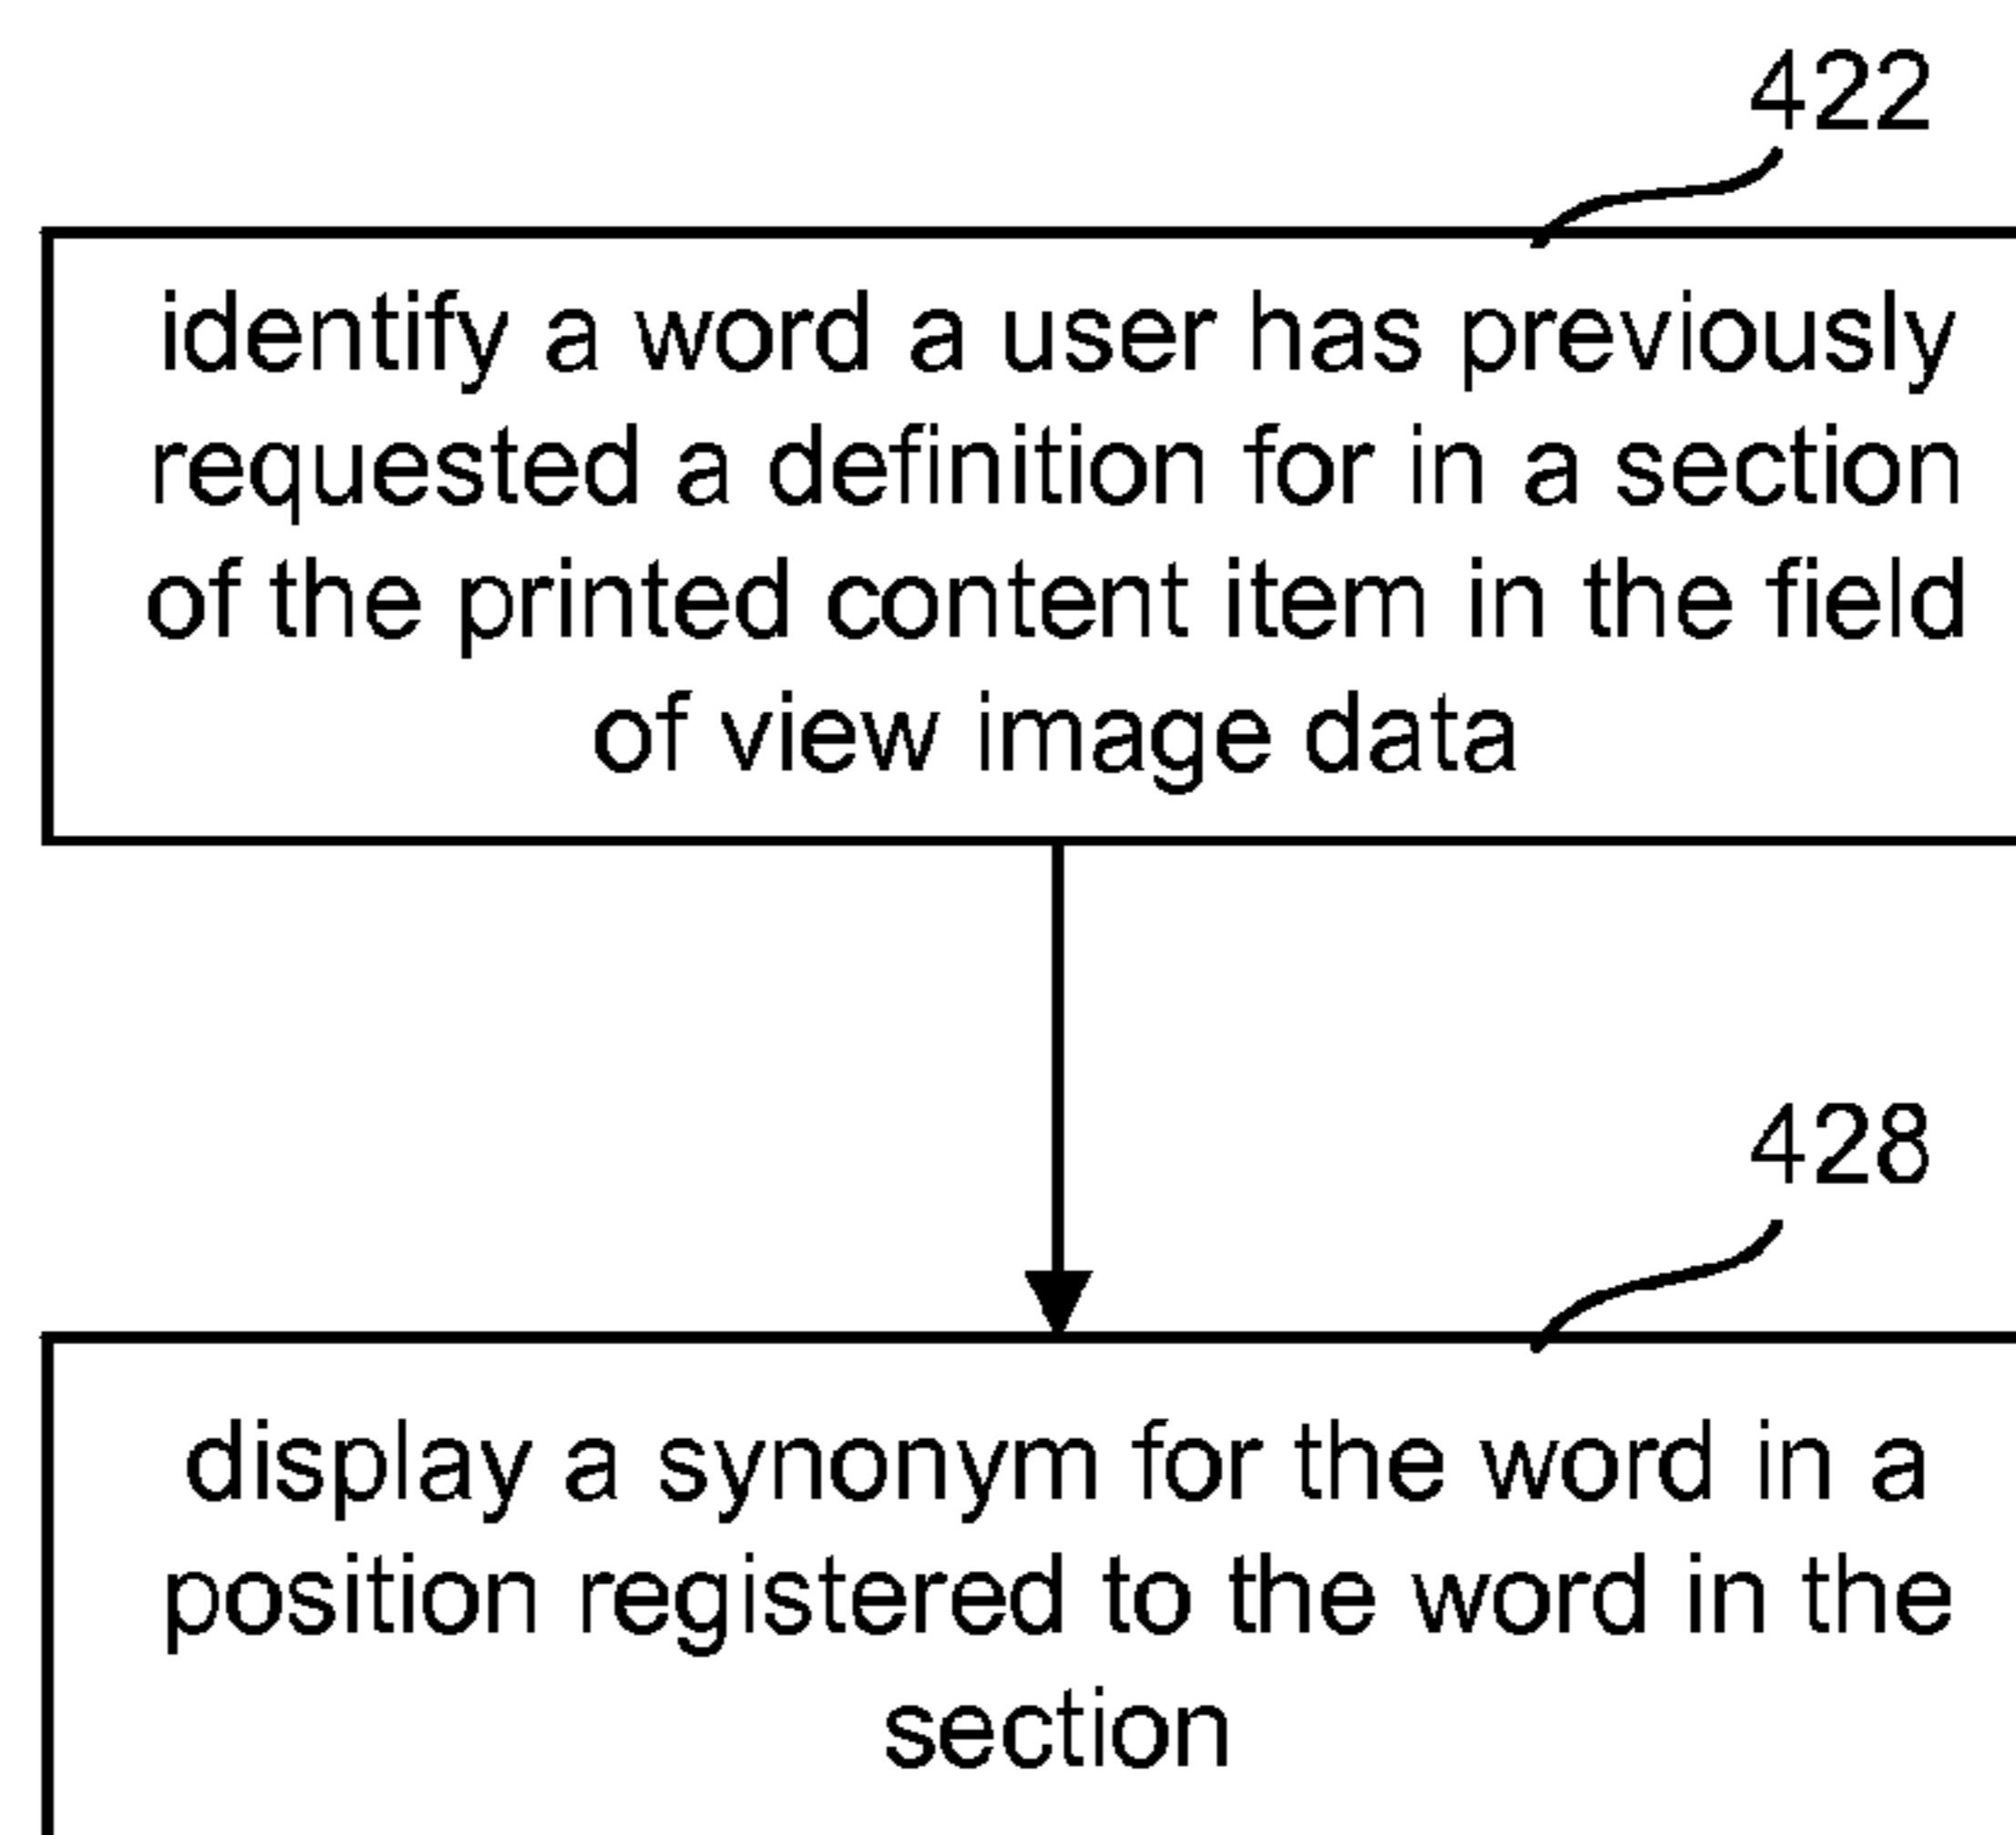 422
identify a word a user has previously
requested a definition for in a section
of the printed content item in the field
of view image data
428
display a synonym for the word in a
position registered to the word in the
section